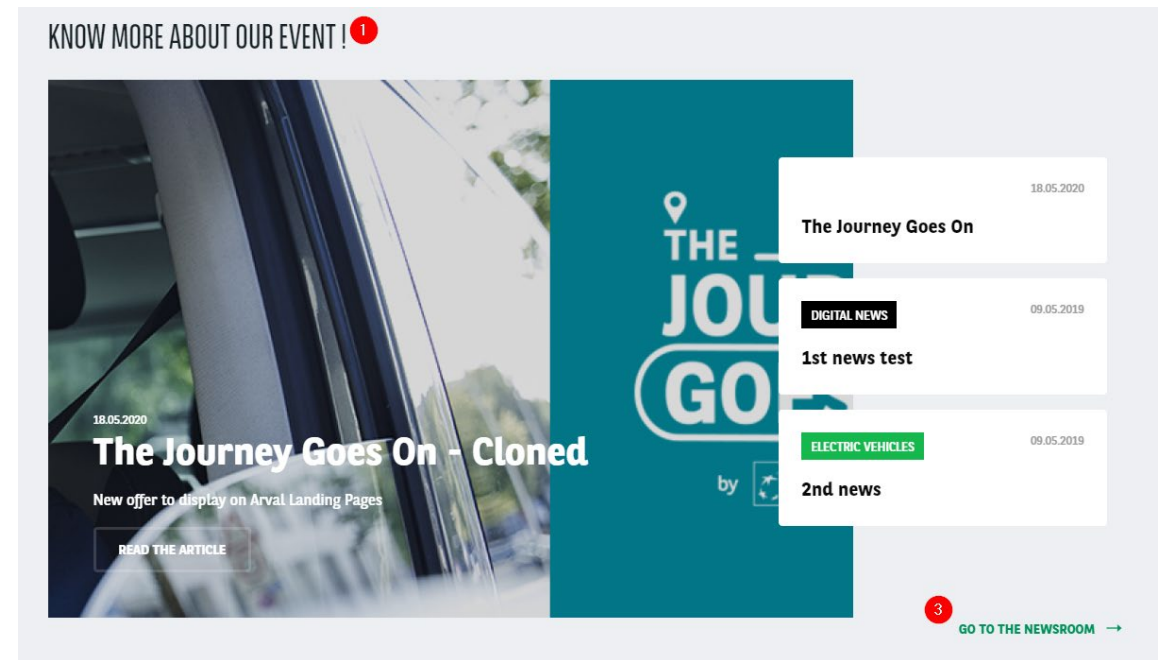 KNOW MORE ABOUT OUR EVENT !
1
18.05.2020
The Journey Goes On - Cloned
New offer to display on Arval Landing Pages
READ THE ARTICLE
THE
JOU
GOES
by
18.05.2020
The Journey Goes On
DIGITAL NEWS
09.05.2019
1st news test
ELECTRIC VEHICLES
09.05.2019
2nd news
3
GO TO THE NEWSROOM →